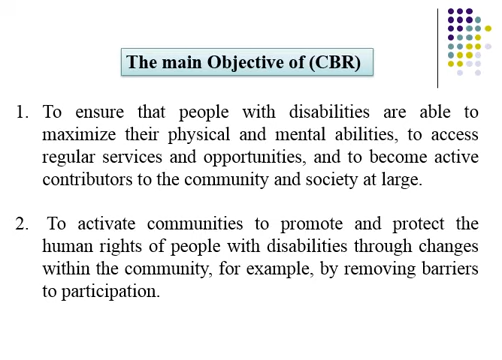 The main Objective of (CBR)
1. To ensure that people with disabilities are able to
maximize their physical and mental abilities, to access
regular services and opportunities, and to become active
contributors to the community and society at large.
2. To activate communities to promote and protect the
human rights of people with disabilities through changes
within the community, for example, by removing barriers
to participation.